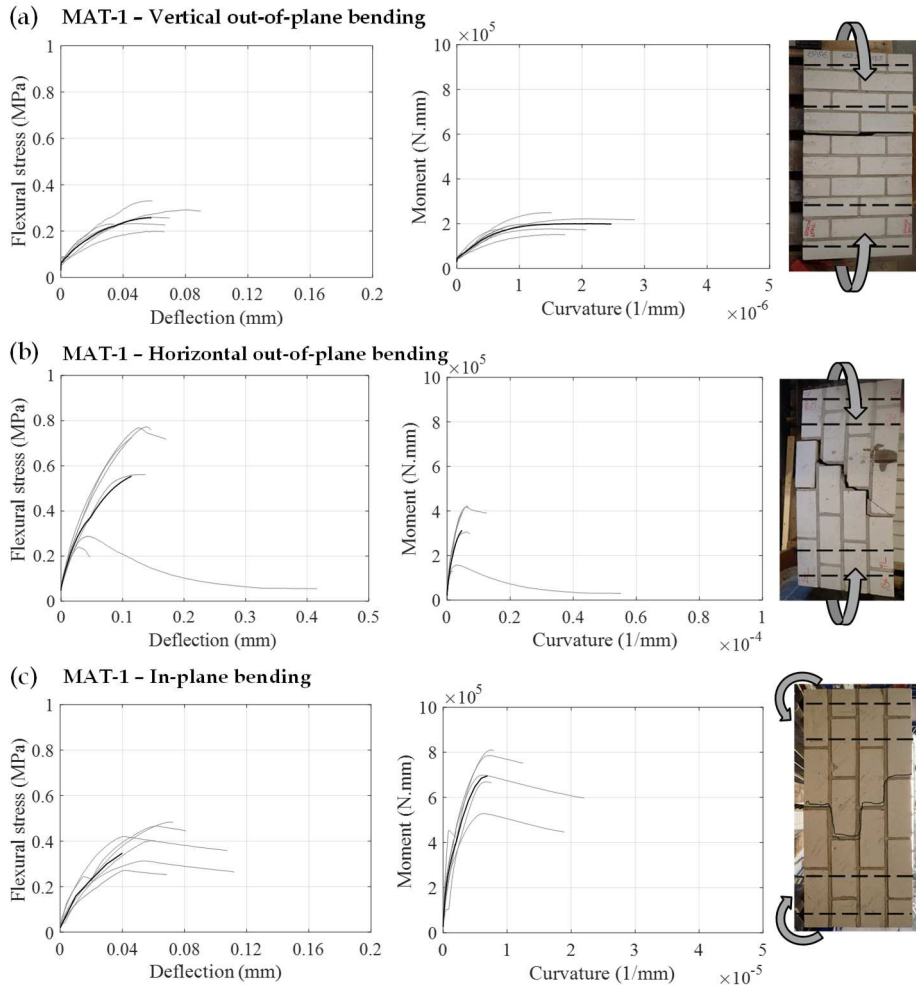 (a) MAT-1 – Vertical out-of-plane bending
Flexural stress (MPa)
1
0.8
0.6
0.4
0.2
0
0 0.04 0.08 0.12 0.16 0.2
Deflection (mm)
×10⁵
Moment (N.mm)
10
8
6
4
2
0
0 1 2 3 4 5
Curvature (1/mm) ×10⁻⁶
(b) MAT-1 – Horizontal out-of-plane bending
Flexural stress (MPa)
1
0.8
0.6
0.4
0.2
0
0 0.1 0.2 0.3 0.4 0.5
Deflection (mm)
×10⁵
Moment (N.mm)
10
8
6
4
2
0
0 0.2 0.4 0.6 0.8 1
Curvature (1/mm) ×10⁻⁴
(c) MAT-1 – In-plane bending
Flexural stress (MPa)
1
0.8
0.6
0.4
0.2
0
0 0.04 0.08 0.12 0.16 0.2
Deflection (mm)
×10⁵
Moment (N.mm)
10
8
6
4
2
0
0 1 2 3 4 5
Curvature (1/mm) ×10⁻⁵